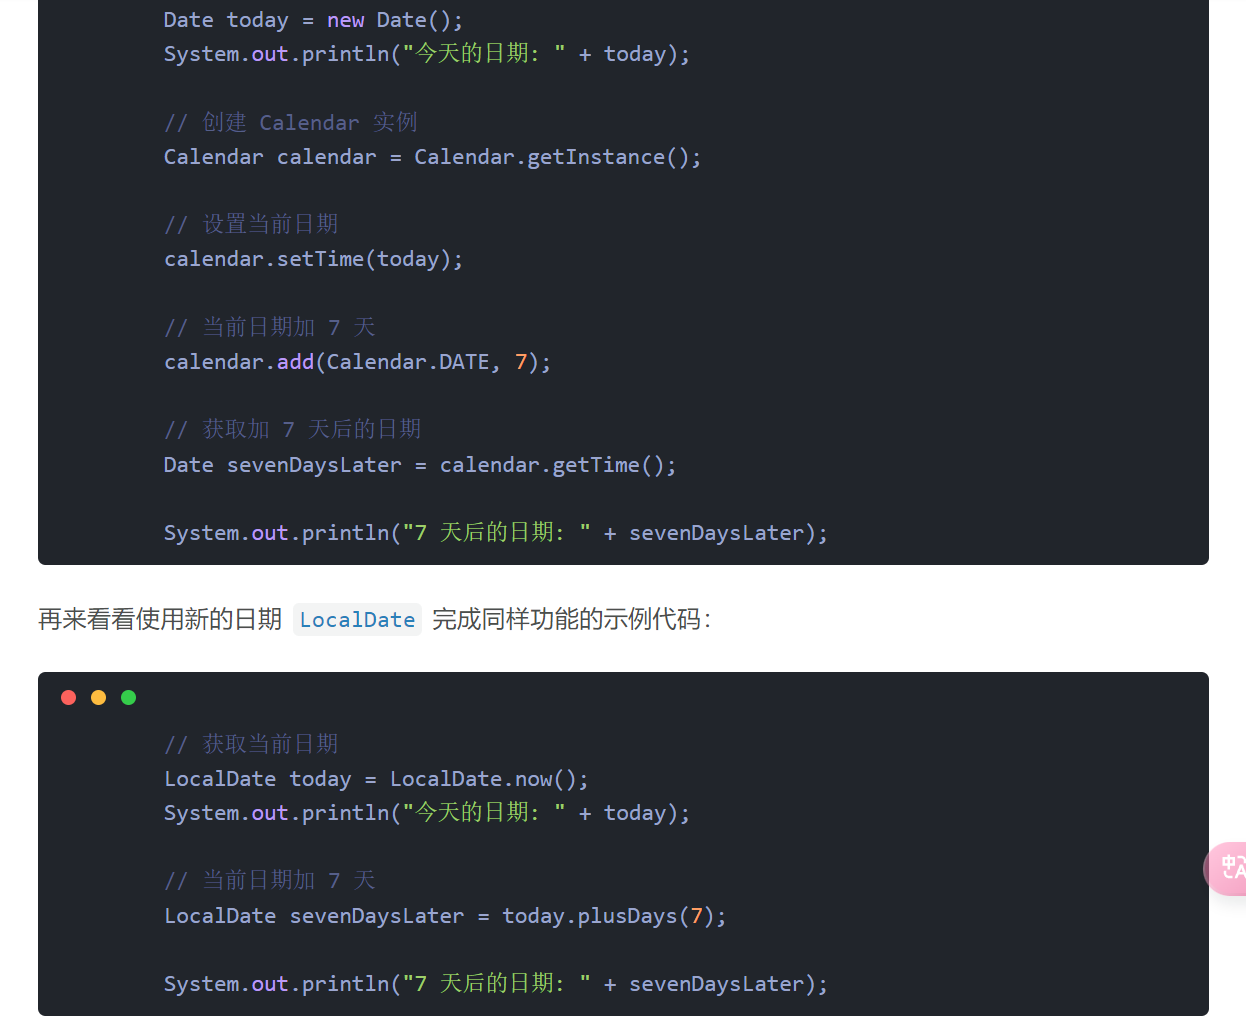 Date today = new Date();
System.out.println("今天的日期: " + today);
// 创建 Calendar 实例
Calendar calendar = Calendar.getInstance();
// 设置当前日期
calendar.setTime(today);
// 当前日期加 7 天
calendar.add(Calendar.DATE, 7);
// 获取加 7 天后的日期
Date sevenDaysLater = calendar.getTime();
System.out.println("7 天后的日期: " + sevenDaysLater);
再来看看使用新的日期 LocalDate 完成同样功能的示例代码：
// 获取当前日期
LocalDate today = LocalDate.now();
System.out.println("今天的日期: " + today);
// 当前日期加 7 天
LocalDate sevenDaysLater = today.plusDays(7);
System.out.println("7 天后的日期: " + sevenDaysLater);